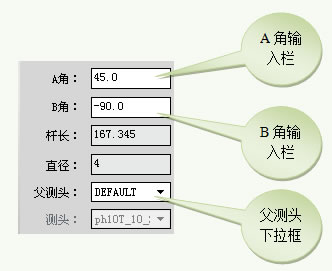 A 角输
入栏
A角： 45.0
B角： -90.0
杆长： 167.345
B 角输
入栏
直径： 4
父测头： DEFAULT
测头： ph10T_10_
父测头
下拉框